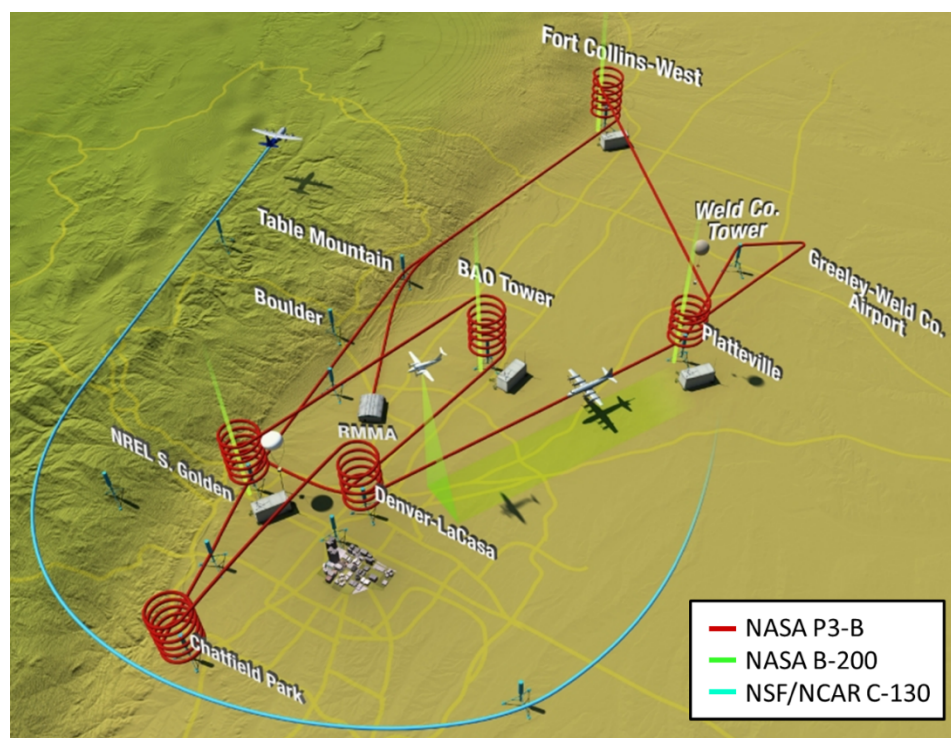 Fort Collins-West
Weld Co.
Tower
Table Mountain
BAO Tower
Greeley-Weld Co.
Airport
Boulder
Platteville
RMMA
NREL S. Golden
Denver-LaCasa
Chatfield Park
NASA P3-B
NASA B-200
NSF/NCAR C-130